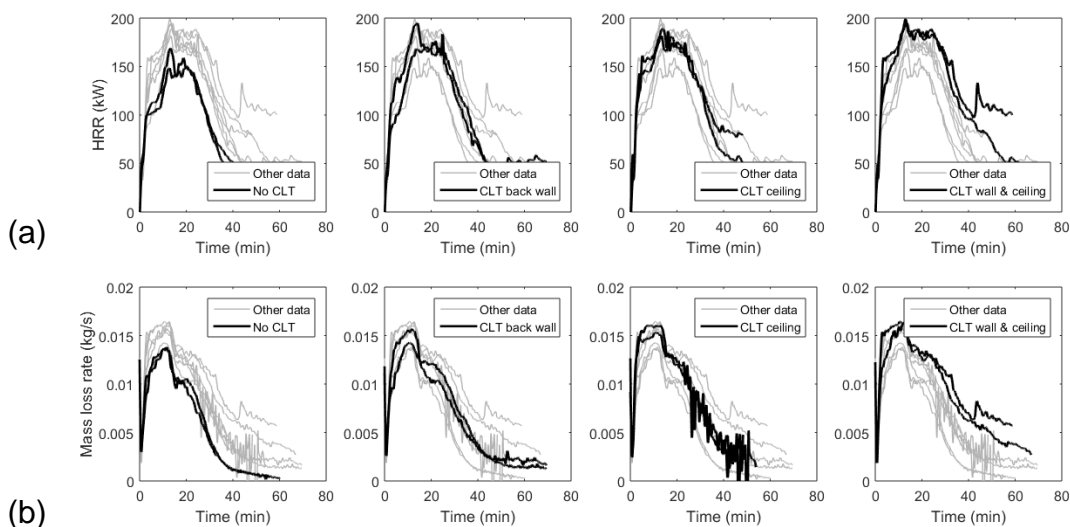 (a)
HRR (kW)
200
150
100
50
0
0 20 40 60 80
Time (min)
Other data
No CLT
200
150
100
50
0
0 20 40 60 80
Time (min)
Other data
CLT back wall
200
150
100
50
0
0 20 40 60 80
Time (min)
Other data
CLT ceiling
200
150
100
50
0
0 20 40 60 80
Time (min)
Other data
CLT wall & ceiling
(b)
Mass loss rate (kg/s)
0.02
0.015
0.01
0.005
0
0 20 40 60 80
Time (min)
Other data
No CLT
0.02
0.015
0.01
0.005
0
0 20 40 60 80
Time (min)
Other data
CLT back wall
0.02
0.015
0.01
0.005
0
0 20 40 60 80
Time (min)
Other data
CLT ceiling
0.02
0.015
0.01
0.005
0
0 20 40 60 80
Time (min)
Other data
CLT wall & ceiling